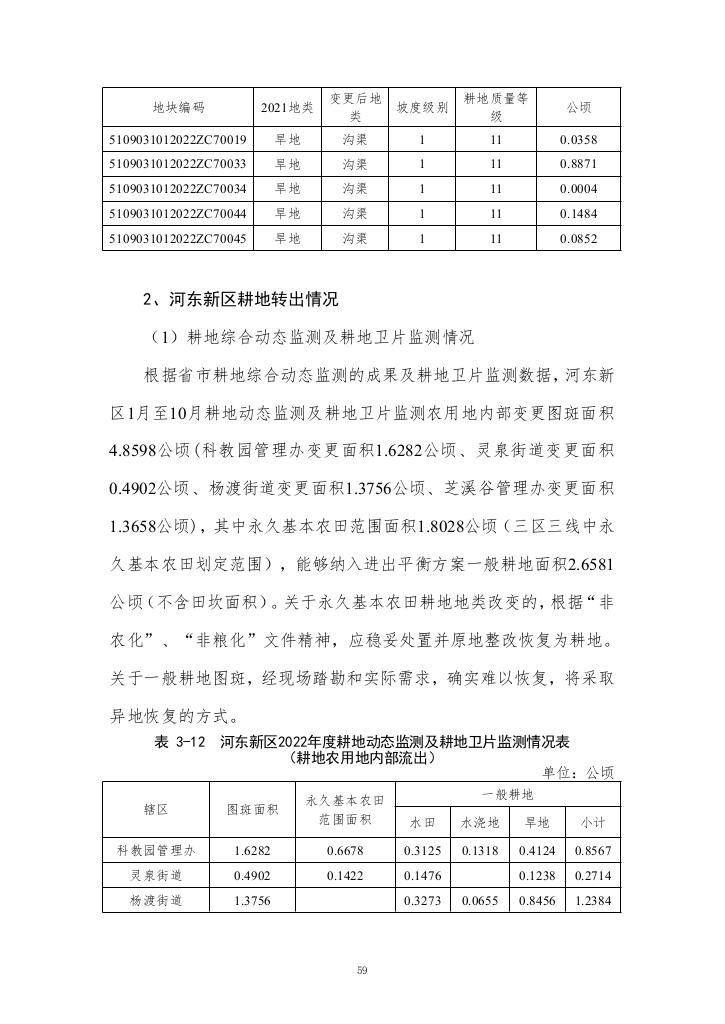 地块编码 2021地类 变更后地类 坡度级别 耕地质量等级 公顷
5109031012022ZC70019 旱地 沟渠 1 11 0.0358
5109031012022ZC70033 旱地 沟渠 1 11 0.8871
5109031012022ZC70034 旱地 沟渠 1 11 0.0004
5109031012022ZC70044 旱地 沟渠 1 11 0.1484
5109031012022ZC70045 旱地 沟渠 1 11 0.0852
2、河东新区耕地转出情况
（1）耕地综合动态监测及耕地卫片监测情况
根据省市耕地综合动态监测的成果及耕地卫片监测数据，河东新
区1月至10月耕地动态监测及耕地卫片监测农用地内部变更图斑面积
4.8598公顷(科教园管理办变更面积1.6282公顷、灵泉街道变更面积
0.4902公顷、杨渡街道变更面积1.3756公顷、芝溪谷管理办变更面积
1.3658公顷)，其中永久基本农田范围面积1.8028公顷（三区三线中永
久基本农田划定范围），能够纳入进出平衡方案一般耕地面积2.6581
公顷（不含田坎面积）。关于永久基本农田耕地地类改变的，根据“非
农化”、“非粮化”文件精神，应稳妥处置并原地整改恢复为耕地。
关于一般耕地图斑，经现场踏勘和实际需求，确实难以恢复，将采取
异地恢复的方式。
表 3-12 河东新区2022年度耕地动态监测及耕地卫片监测情况表
（耕地农用地内部流出）
单位：公顷
辖区 图斑面积 永久基本农田范围面积 一般耕地
水田 水浇地 旱地 小计
科教园管理办 1.6282 0.6678 0.3125 0.1318 0.4124 0.8567
灵泉街道 0.4902 0.1422 0.1476 0.1238 0.2714
杨渡街道 1.3756 0.3273 0.0655 0.8456 1.2384
59